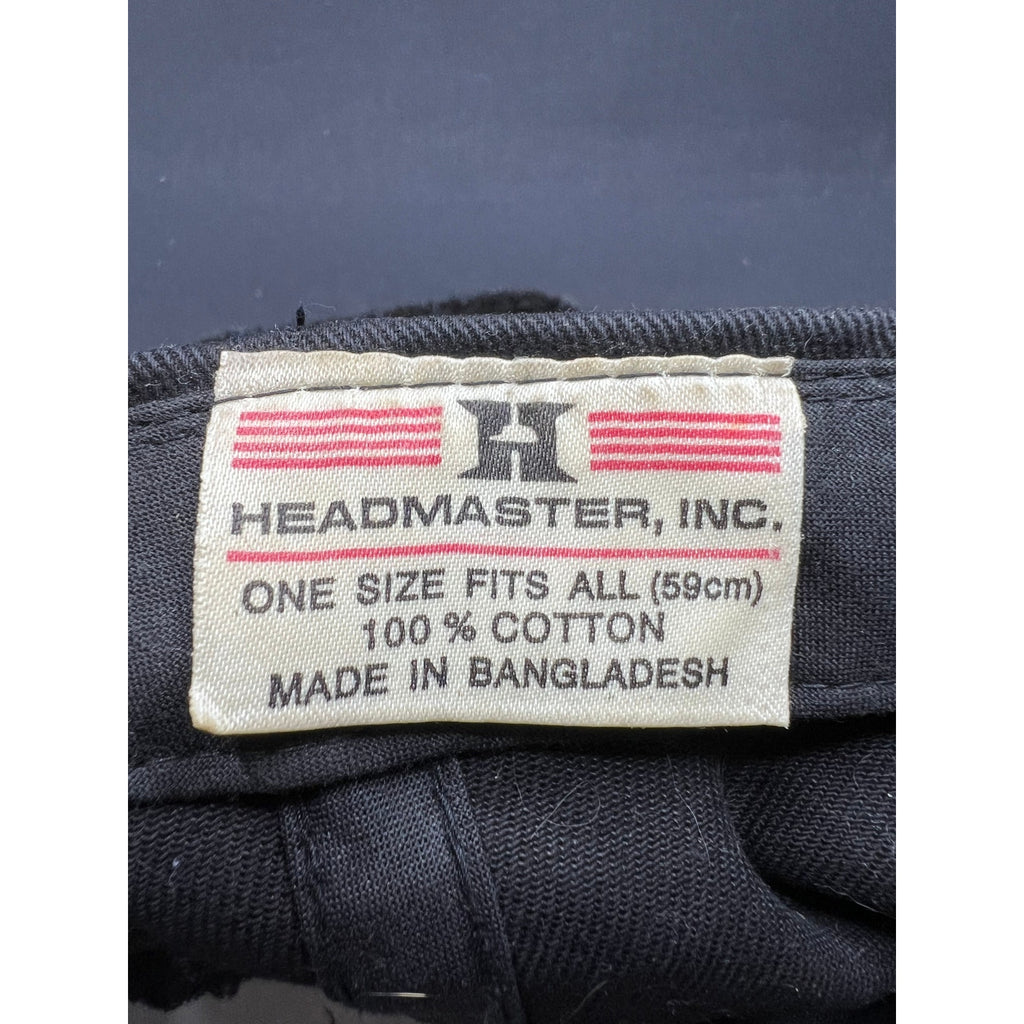 H
HEADMASTER, INC.
ONE SIZE FITS ALL (59cm)
100 % COTTON
MADE IN BANGLADESH